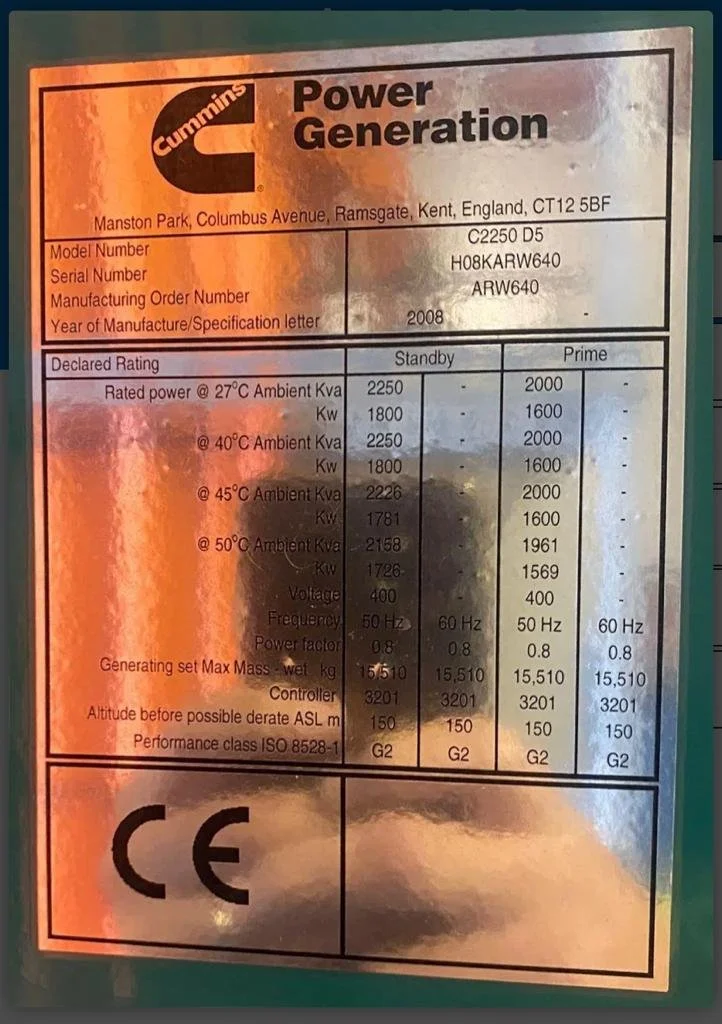 Cummins
Power
Generation
Manston Park, Columbus Avenue, Ramsgate, Kent, England, CT12 5BF
Model Number C2250 D5
Serial Number H08KARW640
Manufacturing Order Number ARW640
Year of Manufacture/Specification letter 2008 -
Declared Rating Standby Prime
Rated power @ 27°C Ambient Kva 2250 - 2000 -
Kw 1800 - 1600 -
@ 40°C Ambient Kva 2250 - 2000 -
Kw 1800 - 1600 -
@ 45°C Ambient Kva 2226 - 2000 -
Kw 1781 - 1600 -
@ 50°C Ambient Kva 2158 - 1961 -
Kw 1726 - 1569 -
Voltage 400 - 400 -
Frequency 50 Hz 60 Hz 50 Hz 60 Hz
Power factor 0.8 0.8 0.8 0.8
Generating set Max Mass - wet kg 15,510 15,510 15,510 15,510
Controller 3201 3201 3201 3201
Altitude before possible derate ASL m 150 150 150 150
Performance class ISO 8528-1 G2 G2 G2 G2
CE